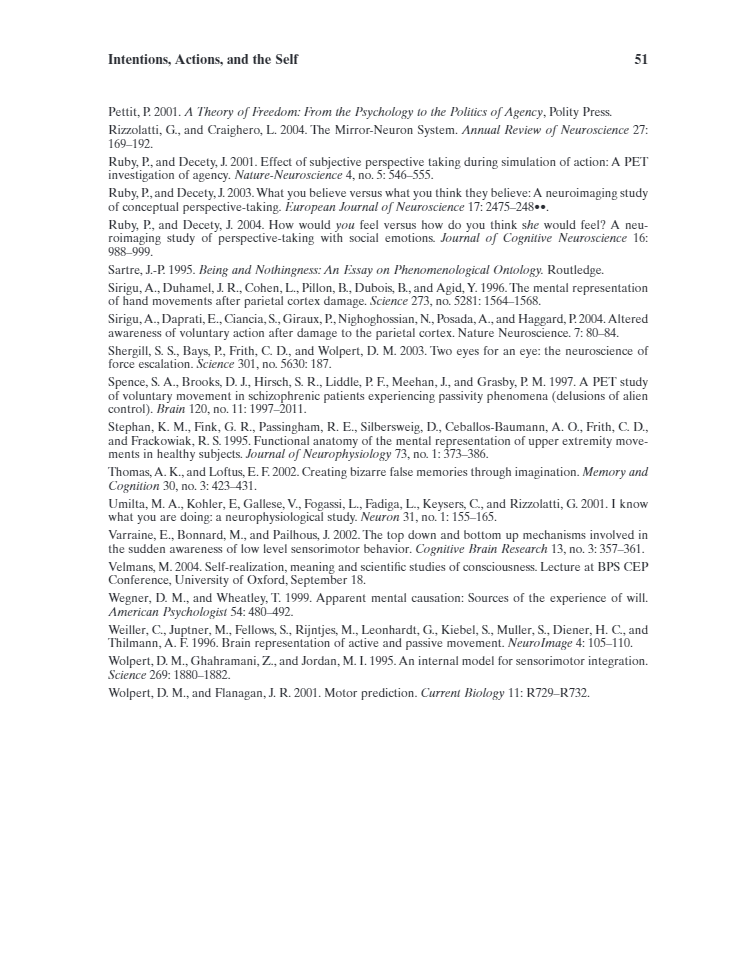 Intentions, Actions, and the Self 51
Pettit, P. 2001. A Theory of Freedom: From the Psychology to the Politics of Agency, Polity Press.
Rizzolatti, G., and Craighero, L. 2004. The Mirror-Neuron System. Annual Review of Neuroscience 27:
169–192.
Ruby, P., and Decety, J. 2001. Effect of subjective perspective taking during simulation of action: A PET
investigation of agency. Nature-Neuroscience 4, no. 5: 546–555.
Ruby, P., and Decety, J. 2003. What you believe versus what you think they believe: A neuroimaging study
of conceptual perspective-taking. European Journal of Neuroscience 17: 2475–248••.
Ruby, P., and Decety, J. 2004. How would you feel versus how do you think she would feel? A neu-
roimaging study of perspective-taking with social emotions. Journal of Cognitive Neuroscience 16:
988–999.
Sartre, J.-P. 1995. Being and Nothingness: An Essay on Phenomenological Ontology. Routledge.
Sirigu, A., Duhamel, J. R., Cohen, L., Pillon, B., Dubois, B., and Agid, Y. 1996. The mental representation
of hand movements after parietal cortex damage. Science 273, no. 5281: 1564–1568.
Sirigu, A., Daprati, E., Ciancia, S., Giraux, P., Nighoghossian, N., Posada, A., and Haggard, P. 2004. Altered
awareness of voluntary action after damage to the parietal cortex. Nature Neuroscience. 7: 80–84.
Shergill, S. S., Bays, P., Frith, C. D., and Wolpert, D. M. 2003. Two eyes for an eye: the neuroscience of
force escalation. Science 301, no. 5630: 187.
Spence, S. A., Brooks, D. J., Hirsch, S. R., Liddle, P. F., Meehan, J., and Grasby, P. M. 1997. A PET study
of voluntary movement in schizophrenic patients experiencing passivity phenomena (delusions of alien
control). Brain 120, no. 11: 1997–2011.
Stephan, K. M., Fink, G. R., Passingham, R. E., Silbersweig, D., Ceballos-Baumann, A. O., Frith, C. D.,
and Frackowiak, R. S. 1995. Functional anatomy of the mental representation of upper extremity move-
ments in healthy subjects. Journal of Neurophysiology 73, no. 1: 373–386.
Thomas, A. K., and Loftus, E. F. 2002. Creating bizarre false memories through imagination. Memory and
Cognition 30, no. 3: 423–431.
Umilta, M. A., Kohler, E, Gallese, V., Fogassi, L., Fadiga, L., Keysers, C., and Rizzolatti, G. 2001. I know
what you are doing: a neurophysiological study. Neuron 31, no. 1: 155–165.
Varraine, E., Bonnard, M., and Pailhous, J. 2002. The top down and bottom up mechanisms involved in
the sudden awareness of low level sensorimotor behavior. Cognitive Brain Research 13, no. 3: 357–361.
Velmans, M. 2004. Self-realization, meaning and scientific studies of consciousness. Lecture at BPS CEP
Conference, University of Oxford, September 18.
Wegner, D. M., and Wheatley, T. 1999. Apparent mental causation: Sources of the experience of will.
American Psychologist 54: 480–492.
Weiller, C., Juptner, M., Fellows, S., Rijntjes, M., Leonhardt, G., Kiebel, S., Muller, S., Diener, H. C., and
Thilmann, A. F. 1996. Brain representation of active and passive movement. NeuroImage 4: 105–110.
Wolpert, D. M., Ghahramani, Z., and Jordan, M. I. 1995. An internal model for sensorimotor integration.
Science 269: 1880–1882.
Wolpert, D. M., and Flanagan, J. R. 2001. Motor prediction. Current Biology 11: R729–R732.